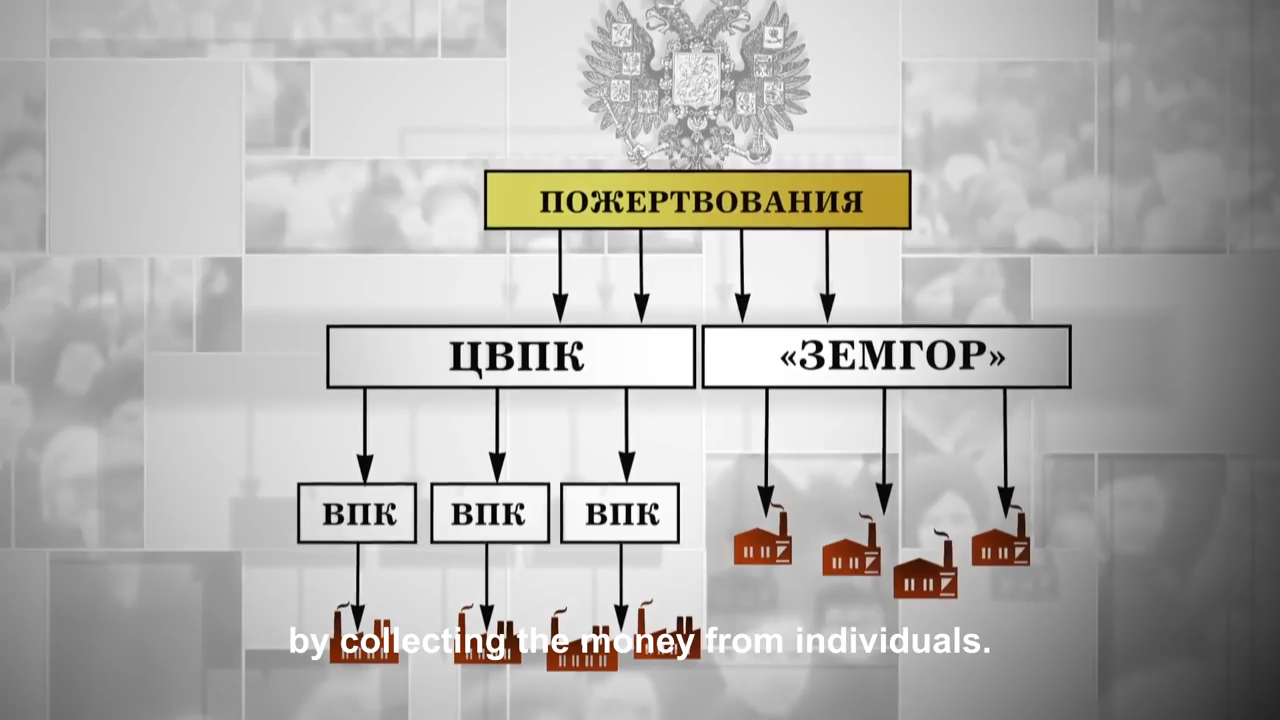 ПОЖЕРТВОВАНИЯ
ЦВПК
«ЗЕМГОР»
ВПК
ВПК
ВПК
by collecting the money from individuals.